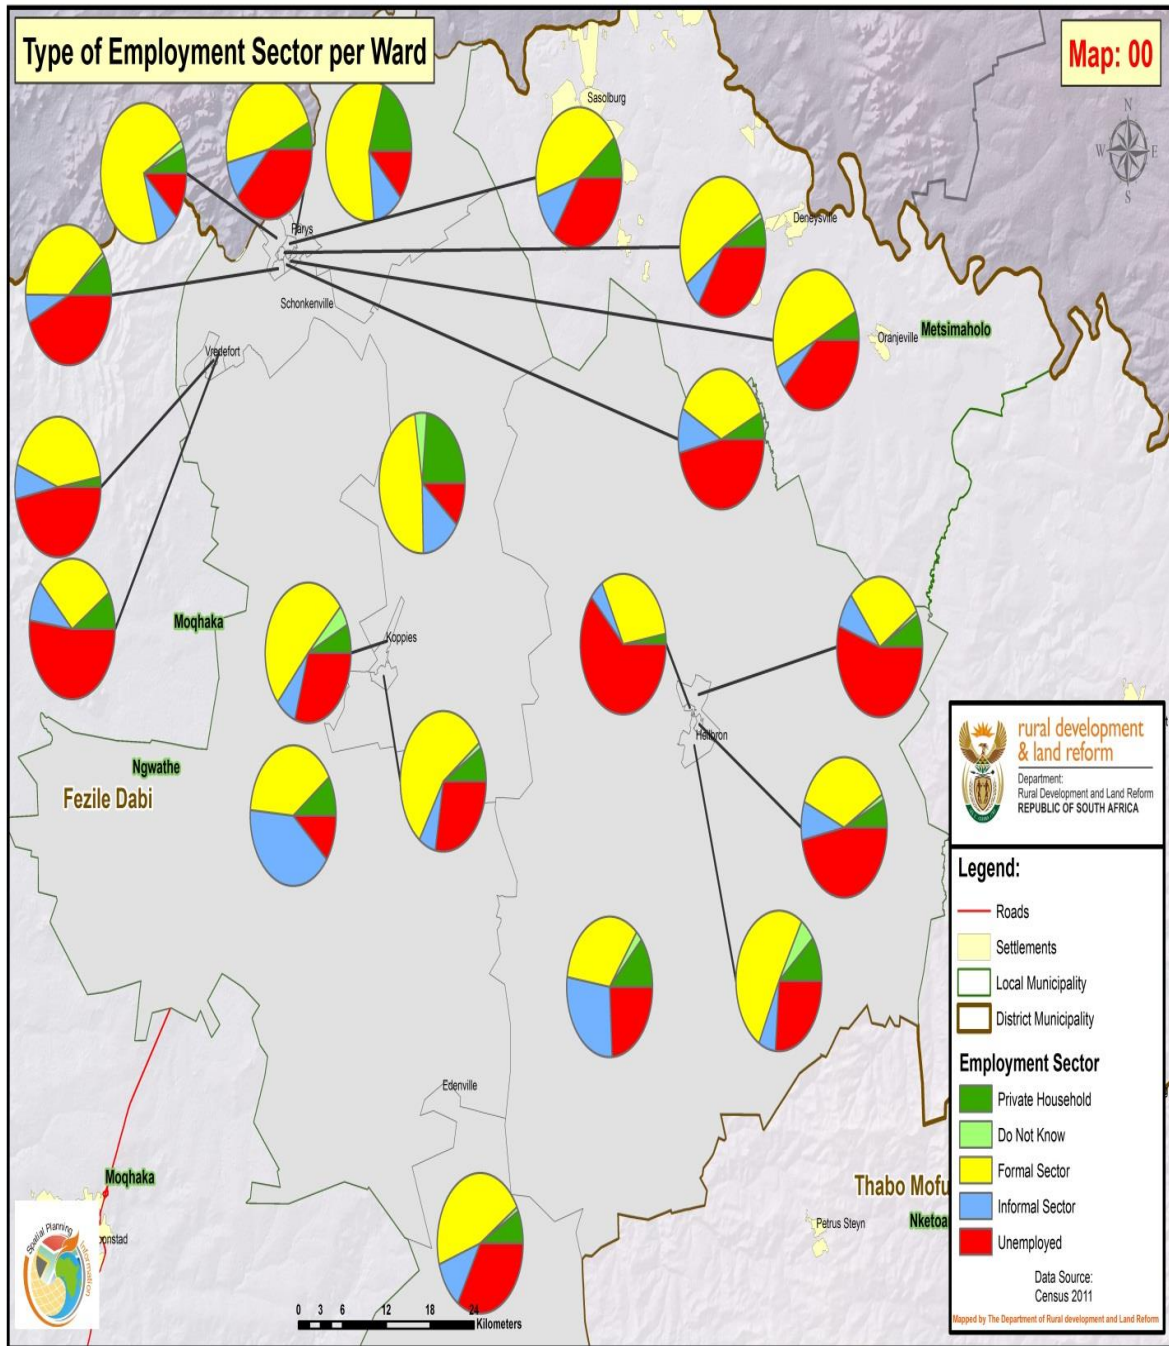 Type of Employment Sector per Ward
Map: 00
Sasolburg
N
W E
S
Deneysville
Parys
Schonkenville
Metsimaholo
Oranjeville
Vredefort
Moqhaka
Koppies
Ngwathe
Fezile Dabi
Heilbron
rural development
& land reform
Department:
Rural Development and Land Reform
REPUBLIC OF SOUTH AFRICA
Legend:
Roads
Settlements
Local Municipality
District Municipality
Employment Sector
Private Household
Do Not Know
Formal Sector
Informal Sector
Unemployed
Data Source:
Census 2011
Mapped by The Department of Rural development and Land Reform
Edenville
Moqhaka
Thabo Mofu
Nketoa
Petrus Steyn
onstad
Spatial Planning
Information
0 3 6 12 18 24
Kilometers